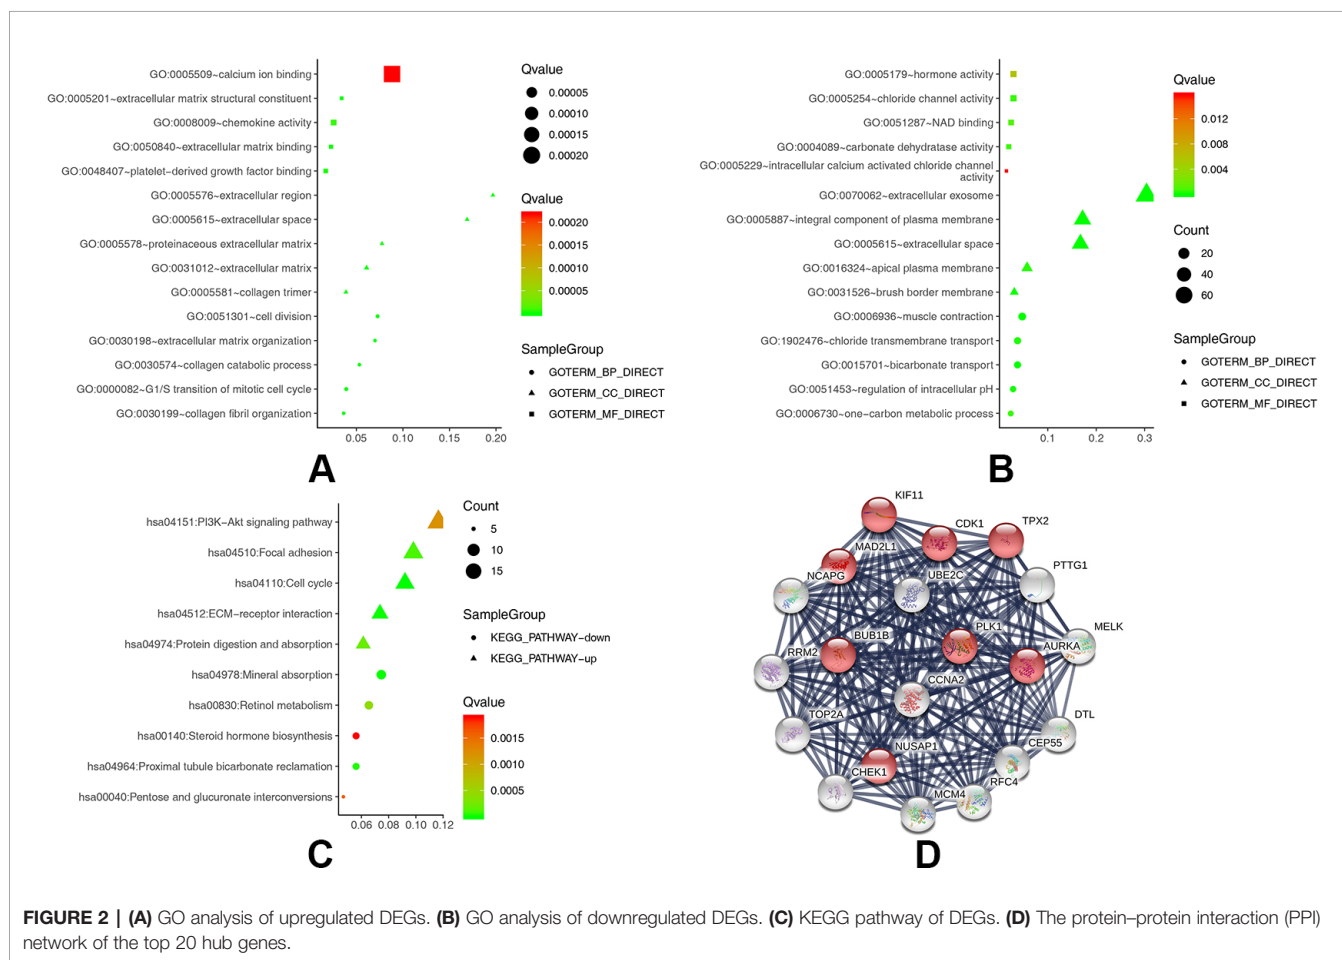 GO:0005509~calcium ion binding
GO:0005201~extracellular matrix structural constituent
GO:0008009~chemokine activity
GO:0050840~extracellular matrix binding
GO:0048407~platelet-derived growth factor binding
GO:0005576~extracellular region
GO:0005615~extracellular space
GO:0005578~proteinaceous extracellular matrix
GO:0031012~extracellular matrix
GO:0005581~collagen trimer
GO:0051301~cell division
GO:0030198~extracellular matrix organization
GO:0030574~collagen catabolic process
GO:0000082~G1/S transition of mitotic cell cycle
GO:0030199~collagen fibril organization
0.05 0.10 0.15 0.20
Qvalue
0.00005
0.00010
0.00015
0.00020
Qvalue
0.00020
0.00015
0.00010
0.00005
SampleGroup
GOTERM_BP_DIRECT
GOTERM_CC_DIRECT
GOTERM_MF_DIRECT
A
GO:0005179~hormone activity
GO:0005254~chloride channel activity
GO:0051287~NAD binding
GO:0004089~carbonate dehydratase activity
GO:0005229~intracellular calcium activated chloride channel
activity
GO:0070062~extracellular exosome
GO:0005887~integral component of plasma membrane
GO:0005615~extracellular space
GO:0016324~apical plasma membrane
GO:0031526~brush border membrane
GO:0006936~muscle contraction
GO:1902476~chloride transmembrane transport
GO:0015701~bicarbonate transport
GO:0051453~regulation of intracellular pH
GO:0006730~one-carbon metabolic process
0.1 0.2 0.3
Qvalue
0.012
0.008
0.004
Count
20
40
60
SampleGroup
GOTERM_BP_DIRECT
GOTERM_CC_DIRECT
GOTERM_MF_DIRECT
B
hsa04151:PI3K-Akt signaling pathway
hsa04510:Focal adhesion
hsa04110:Cell cycle
hsa04512:ECM-receptor interaction
hsa04974:Protein digestion and absorption
hsa04978:Mineral absorption
hsa00830:Retinol metabolism
hsa00140:Steroid hormone biosynthesis
hsa04964:Proximal tubule bicarbonate reclamation
hsa00040:Pentose and glucuronate interconversions
0.06 0.08 0.10 0.12
Count
5
10
15
SampleGroup
KEGG_PATHWAY-down
KEGG_PATHWAY-up
Qvalue
0.0015
0.0010
0.0005
C
KIF11
CDK1
TPX2
MAD2L1
PTTG1
NCAPG
UBE2C
MELK
PLK1
BUB1B
AURKA
RRM2
CCNA2
TOP2A
DTL
CEP55
NUSAP1
CHEK1
RFC4
MCM4
D
FIGURE 2 | (A) GO analysis of upregulated DEGs. (B) GO analysis of downregulated DEGs. (C) KEGG pathway of DEGs. (D) The protein–protein interaction (PPI)
network of the top 20 hub genes.